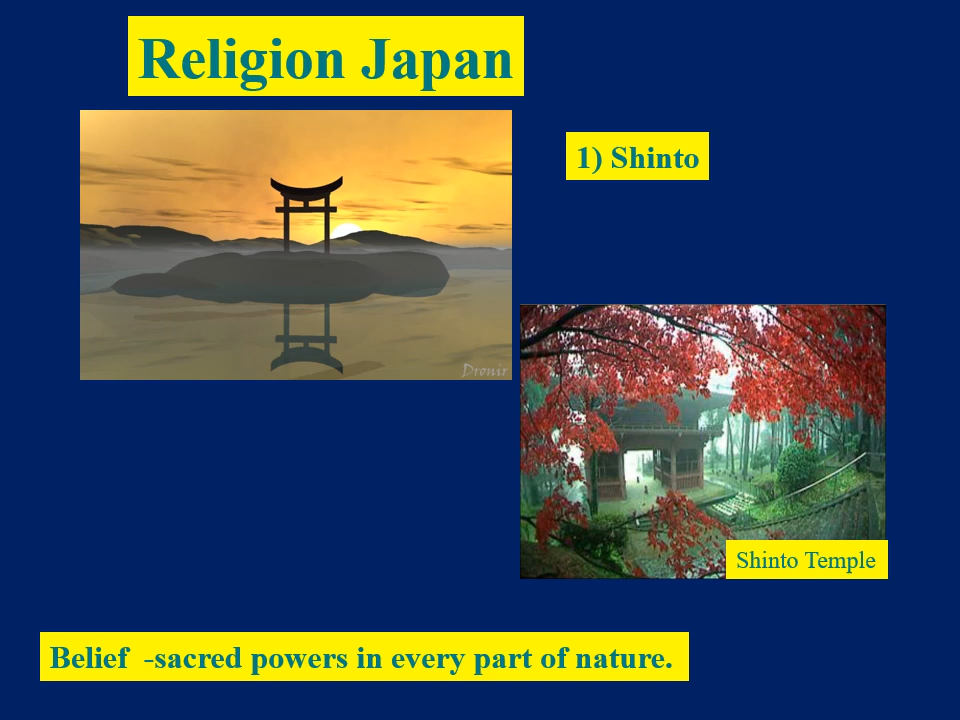 Religion Japan
1) Shinto
Dronir
Shinto Temple
Belief -sacred powers in every part of nature.